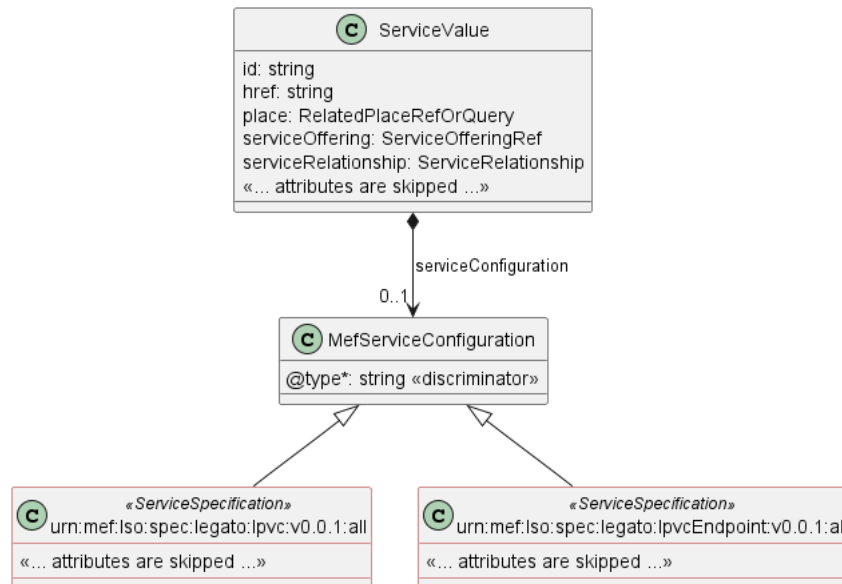 C ServiceValue
id: string
href: string
place: RelatedPlaceRefOrQuery
serviceOffering: ServiceOfferingRef
serviceRelationship: ServiceRelationship
«... attributes are skipped ...»
serviceConfiguration
0..1
C MefServiceConfiguration
@type*: string «discriminator»
«ServiceSpecification»
C urn:mef:lso:spec:legato:Ipvc:v0.0.1:all
«... attributes are skipped ...»
«ServiceSpecification»
C urn:mef:lso:spec:legato:IpvcEndpoint:v0.0.1:al
«... attributes are skipped ...»